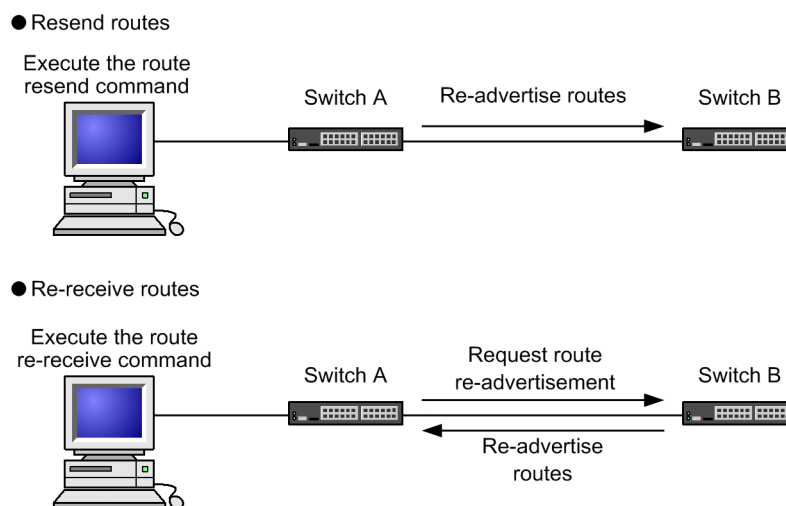 ● Resend routes
Execute the route
resend command
Switch A
Re-advertise routes
Switch B
● Re-receive routes
Execute the route
re-receive command
Switch A
Request route
re-advertisement
Switch B
Re-advertise
routes